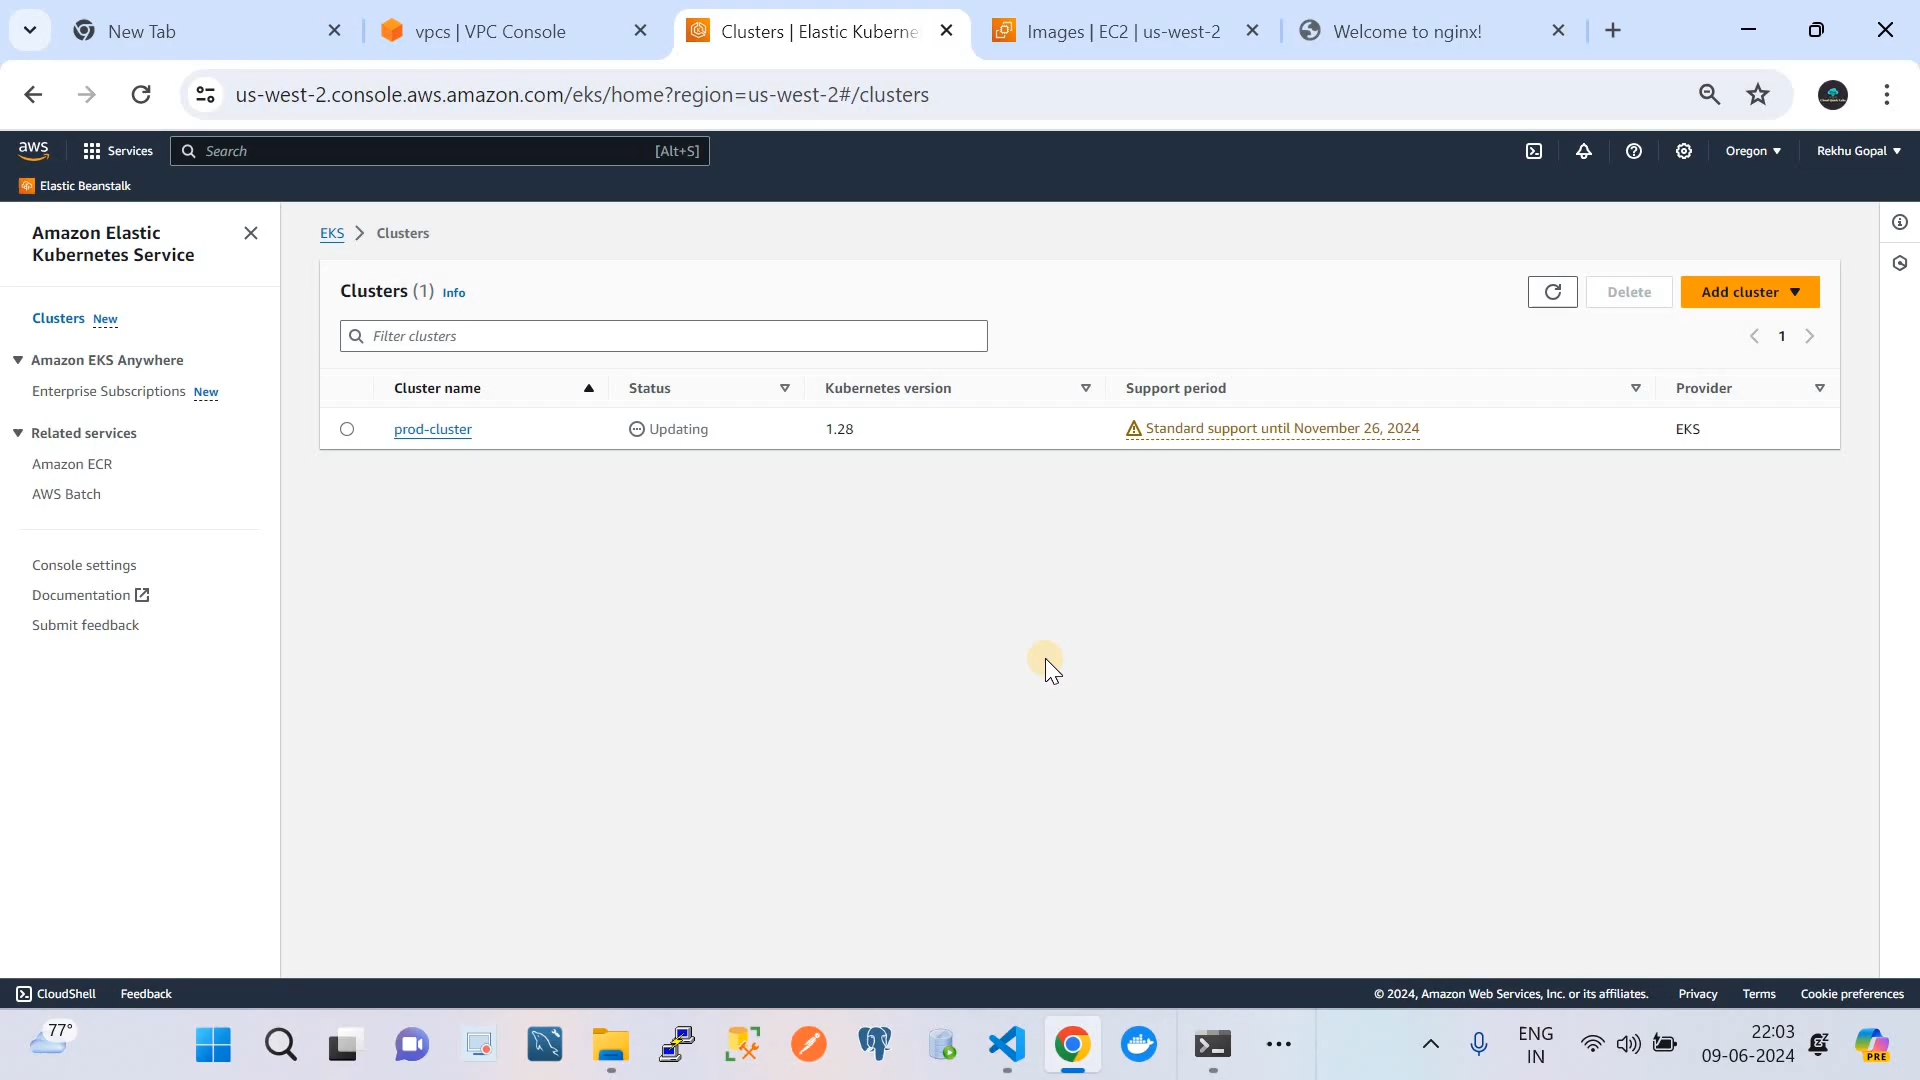 New Tab
vpcs | VPC Console
Clusters | Elastic Kuberne
Images | EC2 | us-west-2
Welcome to nginx!
us-west-2.console.aws.amazon.com/eks/home?region=us-west-2#/clusters
aws
Services
Search
[Alt+S]
Oregon
Rekhu Gopal
Elastic Beanstalk
Amazon Elastic
Kubernetes Service
Clusters New
Amazon EKS Anywhere
Enterprise Subscriptions New
Related services
Amazon ECR
AWS Batch
Console settings
Documentation
Submit feedback
EKS
Clusters
Clusters (1) Info
Delete
Add cluster
Filter clusters
1
Cluster name
Status
Kubernetes version
Support period
Provider
prod-cluster
Updating
1.28
Standard support until November 26, 2024
EKS
CloudShell
Feedback
© 2024, Amazon Web Services, Inc. or its affiliates.
Privacy
Terms
Cookie preferences
77°
ENG
IN
22:03
09-06-2024
PRE